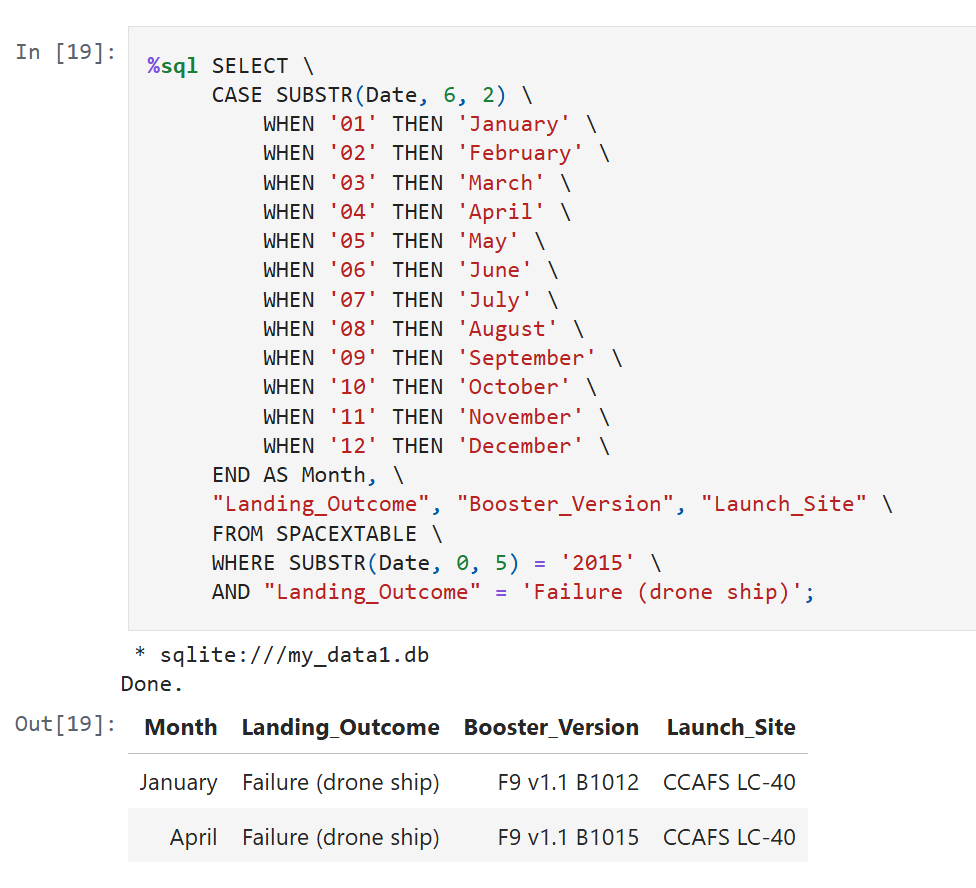 In [19]:
%sql SELECT \
CASE SUBSTR(Date, 6, 2) \
WHEN '01' THEN 'January' \
WHEN '02' THEN 'February' \
WHEN '03' THEN 'March' \
WHEN '04' THEN 'April' \
WHEN '05' THEN 'May' \
WHEN '06' THEN 'June' \
WHEN '07' THEN 'July' \
WHEN '08' THEN 'August' \
WHEN '09' THEN 'September' \
WHEN '10' THEN 'October' \
WHEN '11' THEN 'November' \
WHEN '12' THEN 'December' \
END AS Month, \
"Landing_Outcome", "Booster_Version", "Launch_Site" \
FROM SPACEXTABLE \
WHERE SUBSTR(Date, 0, 5) = '2015' \
AND "Landing_Outcome" = 'Failure (drone ship)';
* sqlite:///my_data1.db
Done.
Out[19]:
Month Landing_Outcome Booster_Version Launch_Site
January Failure (drone ship) F9 v1.1 B1012 CCAFS LC-40
April Failure (drone ship) F9 v1.1 B1015 CCAFS LC-40